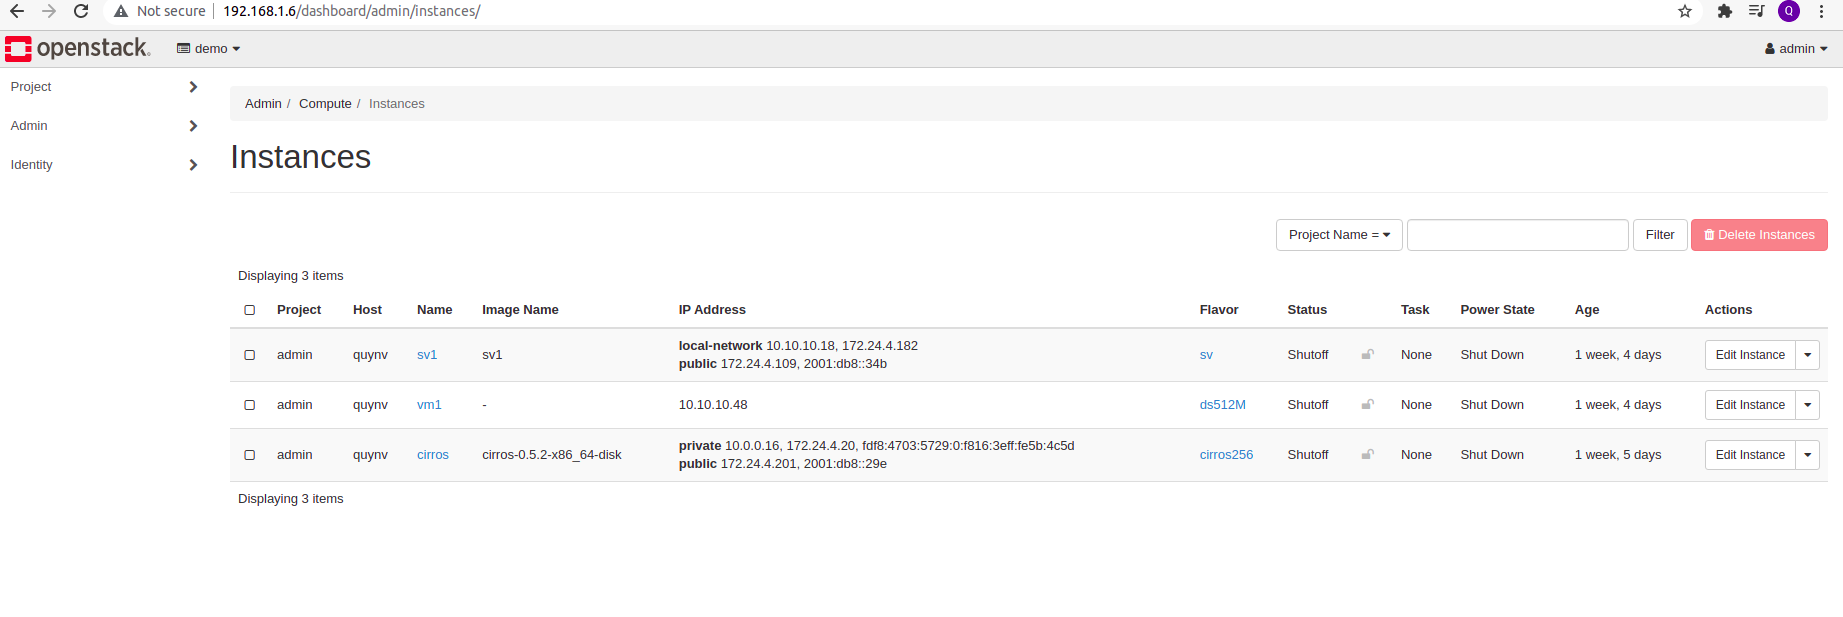 Not secure | 192.168.1.6/dashboard/admin/instances/
Q
openstack. demo admin
Project
Admin
Identity
Admin / Compute / Instances
Instances
Project Name = Filter Delete Instances
Displaying 3 items
Project Host Name Image Name IP Address Flavor Status Task Power State Age Actions
admin quynv sv1 sv1 local-network 10.10.10.18, 172.24.4.182
public 172.24.4.109, 2001:db8::34b sv Shutoff None Shut Down 1 week, 4 days Edit Instance
admin quynv vm1 - 10.10.10.48 ds512M Shutoff None Shut Down 1 week, 4 days Edit Instance
admin quynv cirros cirros-0.5.2-x86_64-disk private 10.0.0.16, 172.24.4.20, fdf8:4703:5729:0:f816:3eff:fe5b:4c5d
public 172.24.4.201, 2001:db8::29e cirros256 Shutoff None Shut Down 1 week, 5 days Edit Instance
Displaying 3 items